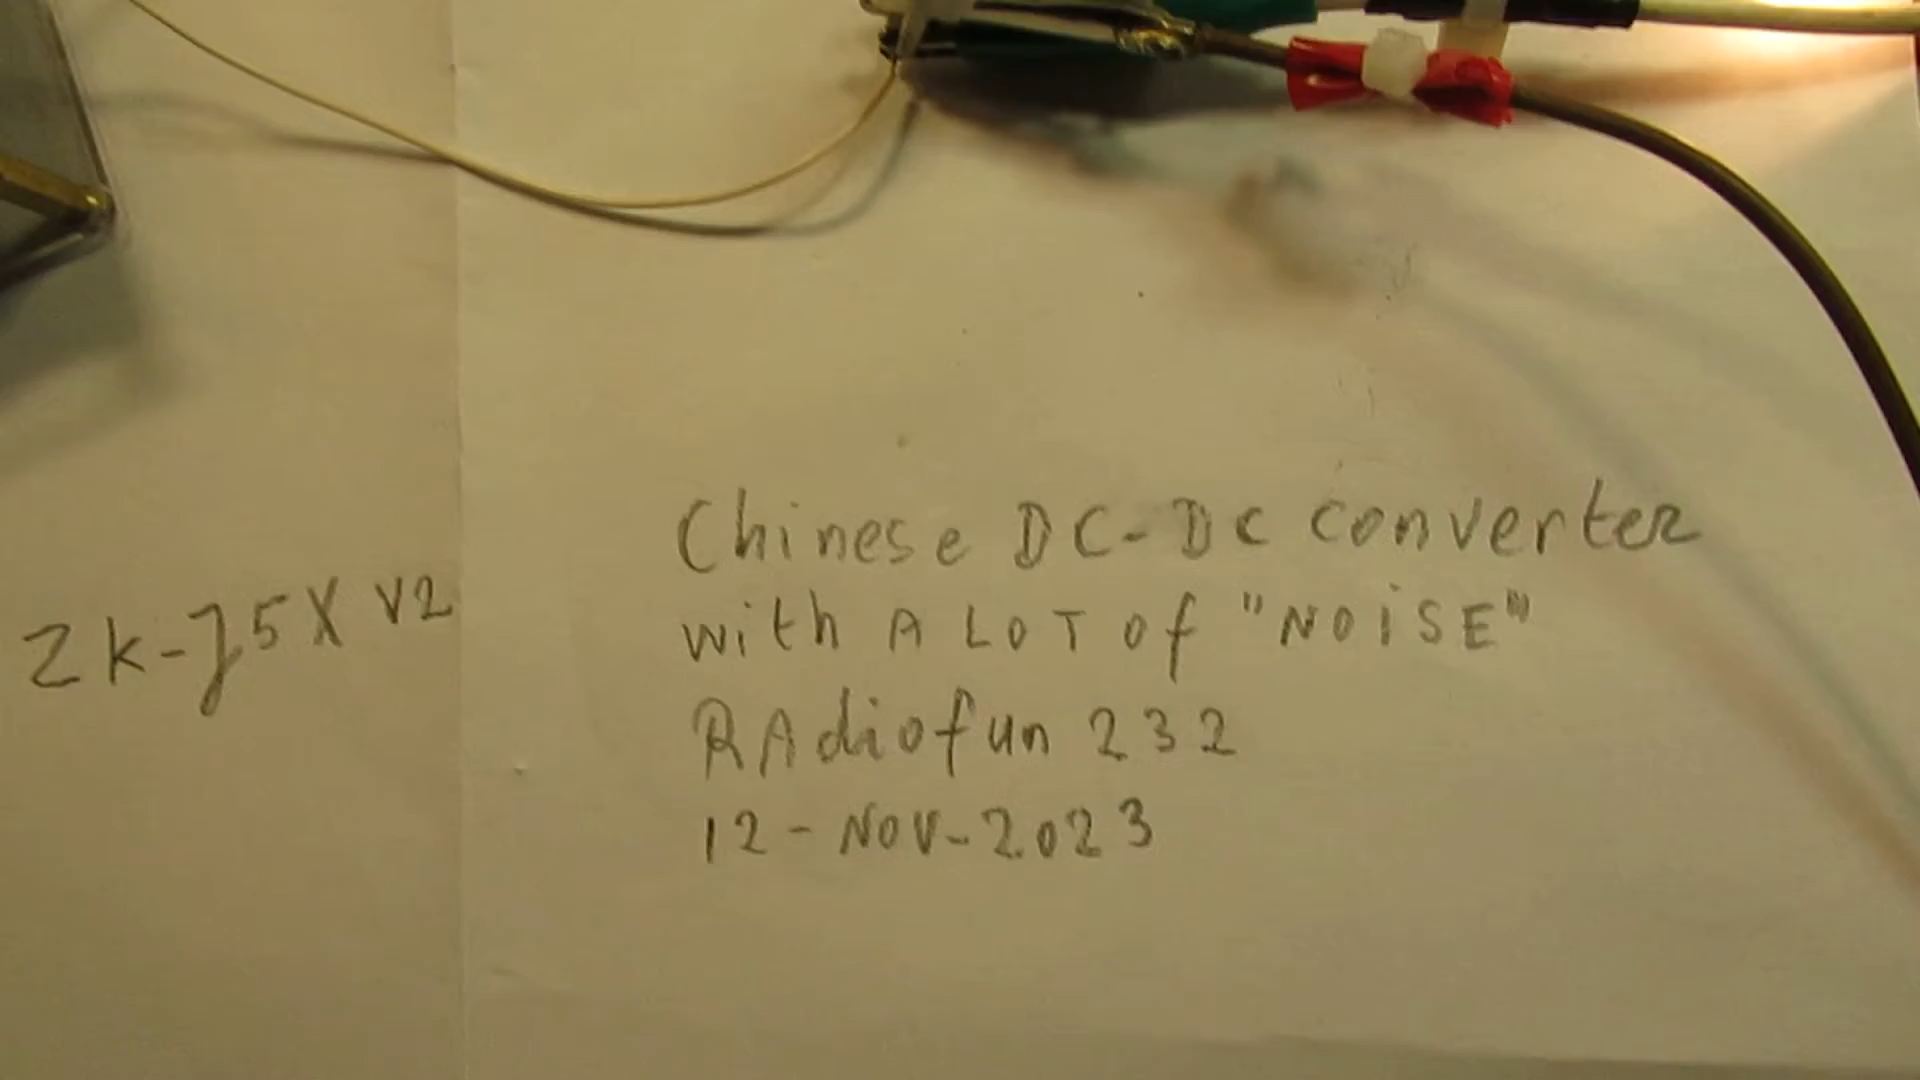 Chinese DC-DC converter
with A LOT of "NOiSE"
RAdiofun 232
12-NOV-2023
ZK-J5X V2